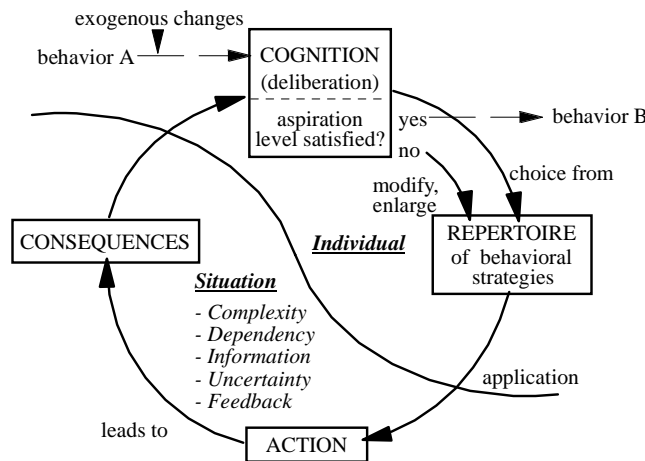 exogenous changes
behavior A
COGNITION
(deliberation)
aspiration
level satisfied?
yes
behavior B
no
choice from
modify,
enlarge
CONSEQUENCES
Individual
REPERTOIRE
of behavioral
strategies
Situation
- Complexity
- Dependency
- Information
- Uncertainty
- Feedback
application
leads to
ACTION